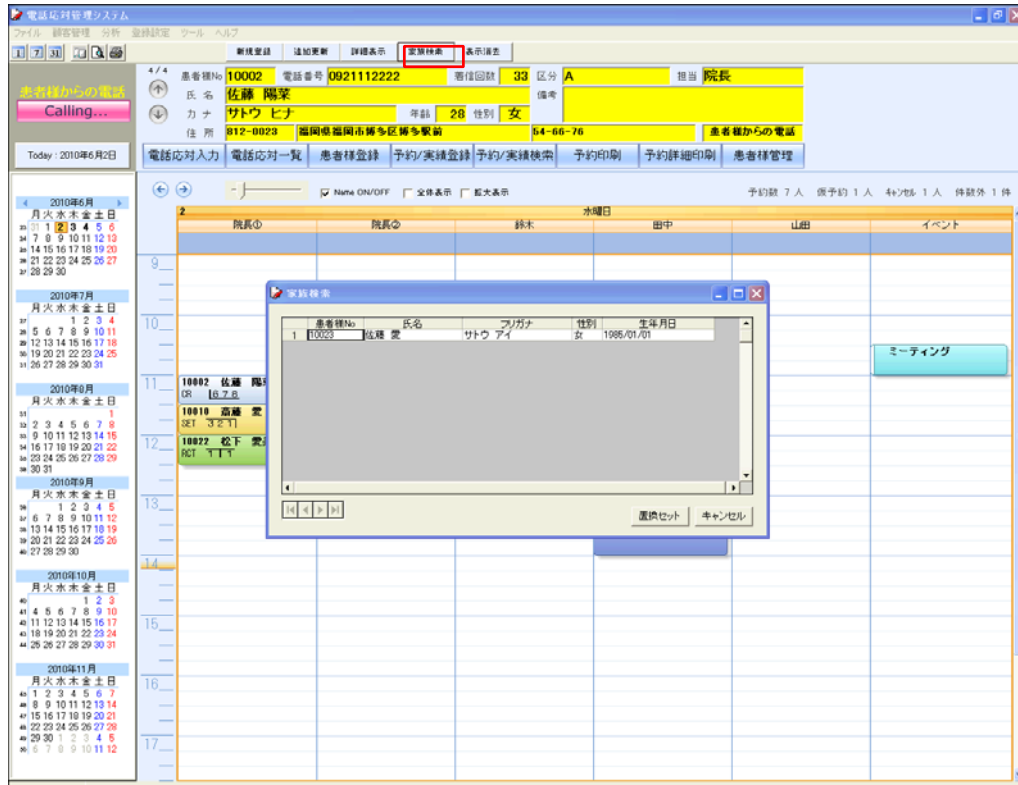 電話応対管理システム
ファイル 顧客管理 分析 登録設定 ツール ヘルプ
1 7 31 新規登録 追加更新 詳細表示 家族検索 表示消去
患者様からの電話
Calling...
Today : 2010年6月2日
4/4 患者様No 10002 電話番号 0921112222 着信回数 33 区分 A 担当 院長
氏 名 佐藤 陽菜 備考
カ ナ サトウ ヒナ 年齢 28 性別 女
住 所 812-0023 福岡県福岡市博多区博多駅前 54-66-76 患者様からの電話
電話応対入力 電話応対一覧 患者様登録 予約/実績登録 予約/実績検索 予約印刷 予約詳細印刷 患者様管理
Name ON/OFF 全体表示 拡大表示 予約数 7 人 仮予約 1 人 キャンセル 1 人 件数外 1 件
2 水曜日
院長① 院長② 鈴木 田中 山田 イベント
9
10
11
12
13
14
15
16
17
ミーティング
10002 佐藤 陽
CR 6 7 8
10010 斎藤 愛
SET 3 2 1
10022 松下 愛
RCT 1 1
家族検索
患者様No 氏名 フリガナ 性別 生年月日
1 10023 佐藤 愛 サトウ アイ 女 1985/01/01
置換セット キャンセル
2010年6月
月 火 水 木 金 土 日
31 1 2 3 4 5 6
7 8 9 10 11 12 13
14 15 16 17 18 19 20
21 22 23 24 25 26 27
28 29 30
2010年7月
月 火 水 木 金 土 日
1 2 3 4
5 6 7 8 9 10 11
12 13 14 15 16 17 18
19 20 21 22 23 24 25
26 27 28 29 30 31
2010年8月
月 火 水 木 金 土 日
1
2 3 4 5 6 7 8
9 10 11 12 13 14 15
16 17 18 19 20 21 22
23 24 25 26 27 28 29
30 31
2010年9月
月 火 水 木 金 土 日
1 2 3 4 5
6 7 8 9 10 11 12
13 14 15 16 17 18 19
20 21 22 23 24 25 26
27 28 29 30
2010年10月
月 火 水 木 金 土 日
1 2 3
4 5 6 7 8 9 10
11 12 13 14 15 16 17
18 19 20 21 22 23 24
25 26 27 28 29 30 31
2010年11月
月 火 水 木 金 土 日
1 2 3 4 5 6 7
8 9 10 11 12 13 14
15 16 17 18 19 20 21
22 23 24 25 26 27 28
29 30 1 2 3 4 5
6 7 8 9 10 11 12